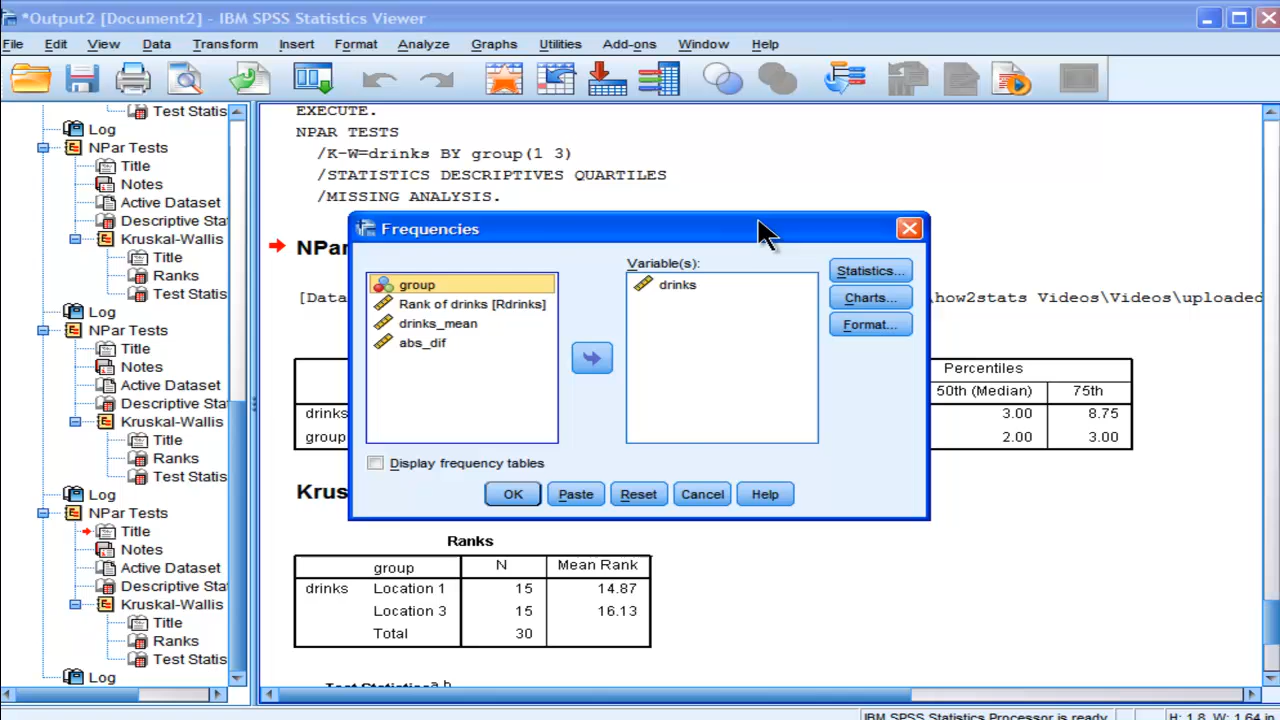 *Output2 [Document2] - IBM SPSS Statistics Viewer
File Edit View Data Transform Insert Format Analyze Graphs Utilities Add-ons Window Help
Test Statis
Log
NPar Tests
Title
Notes
Active Dataset
Descriptive Sta
Kruskal-Wallis
Title
Ranks
Test Statis
Log
NPar Tests
Title
Notes
Active Dataset
Descriptive Sta
Kruskal-Wallis
Title
Ranks
Test Statis
Log
NPar Tests
Title
Notes
Active Dataset
Descriptive Sta
Kruskal-Wallis
Title
Ranks
Test Statis
Log
EXECUTE.
NPAR TESTS
/K-W=drinks BY group(1 3)
/STATISTICS DESCRIPTIVES QUARTILES
/MISSING ANALYSIS.
NPar
[Data
\how2stats Videos\Videos\uploaded
Percentiles
50th (Median) 75th
drinks 3.00 8.75
group 2.00 3.00
Frequencies
Variable(s):
group
Rank of drinks [Rdrinks]
drinks_mean
abs_dif
drinks
Statistics...
Charts...
Format...
Display frequency tables
OK Paste Reset Cancel Help
Krus
Ranks
group N Mean Rank
drinks Location 1 15 14.87
Location 3 15 16.13
Total 30
IBM SPSS Statistics Processor is ready
H: 1.8, W: 1.64 in